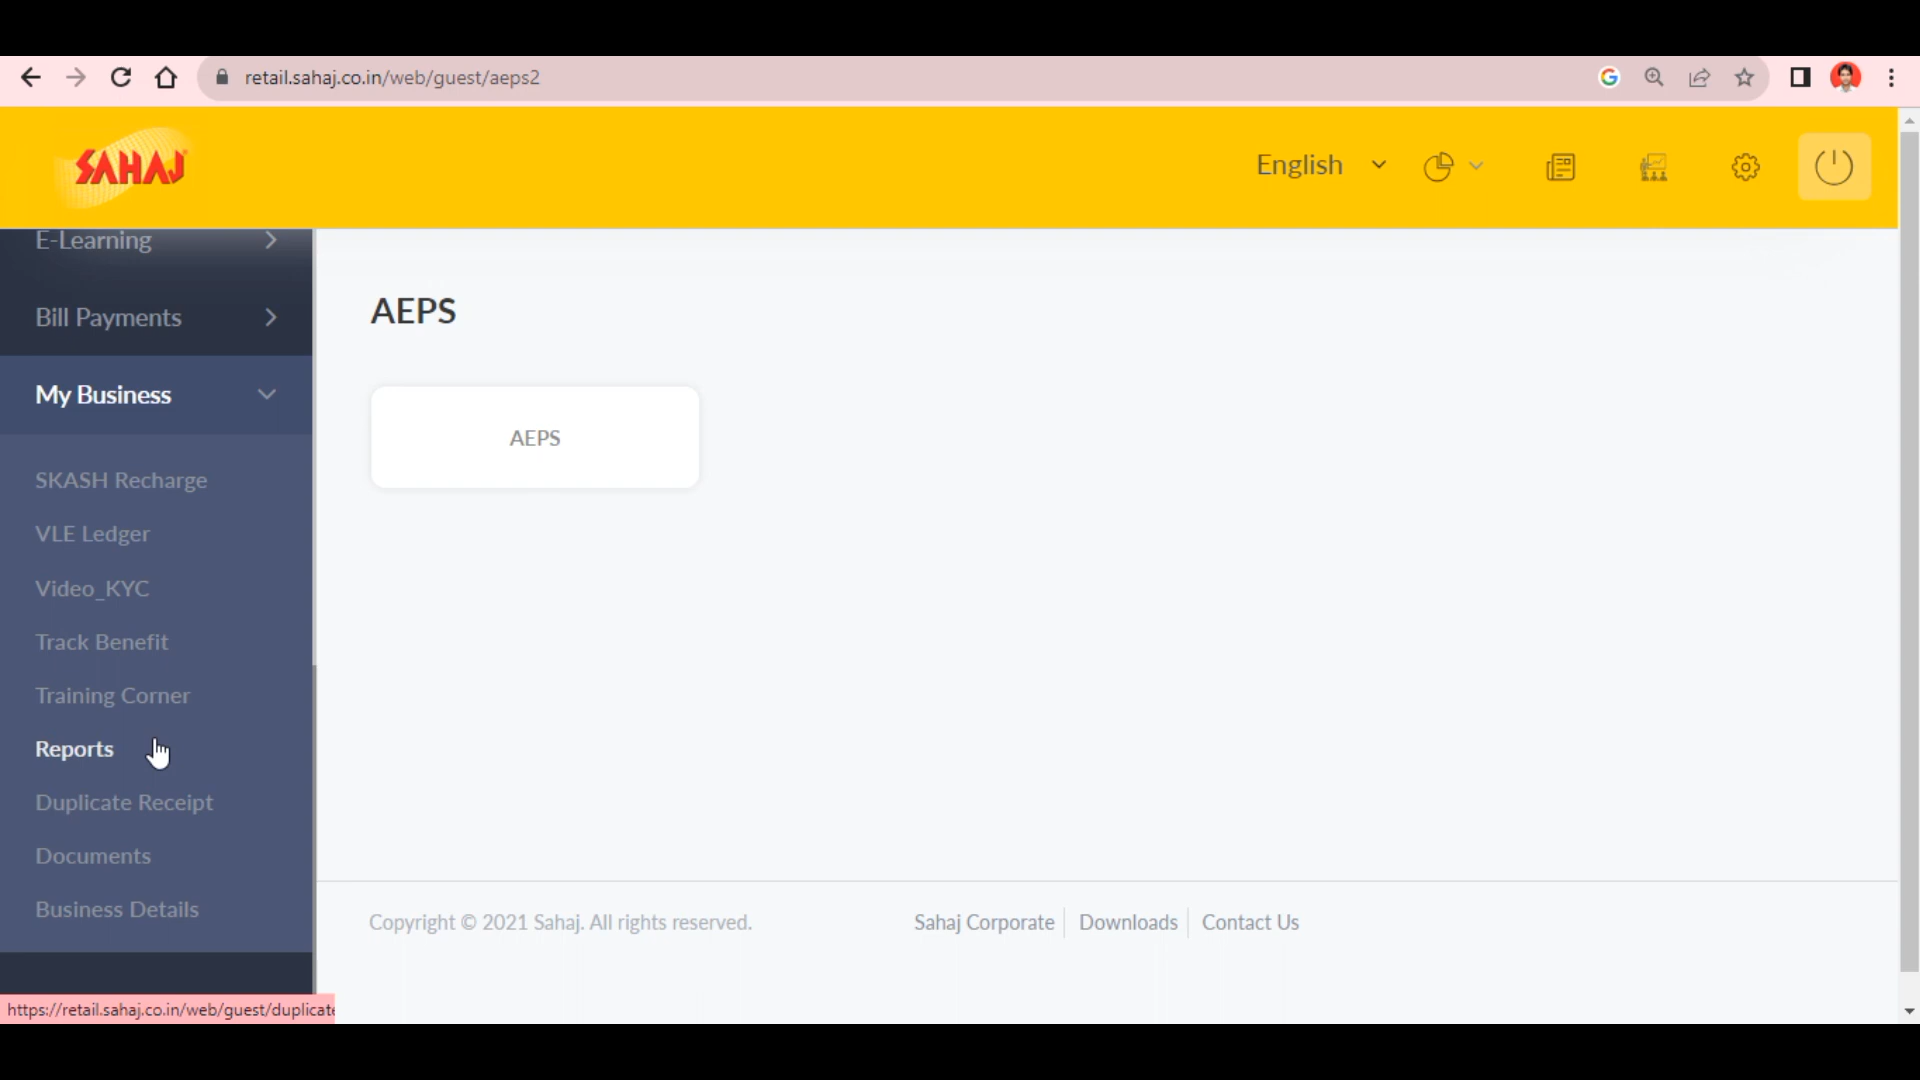 retail.sahaj.co.in/web/guest/aeps2
SAHAJ
English
E-Learning
Bill Payments
My Business
SKASH Recharge
VLE Ledger
Video_KYC
Track Benefit
Training Corner
Reports
Duplicate Receipt
Documents
Business Details
AEPS
AEPS
Copyright © 2021 Sahaj. All rights reserved.
Sahaj Corporate
Downloads
Contact Us
https://retail.sahaj.co.in/web/guest/duplicate